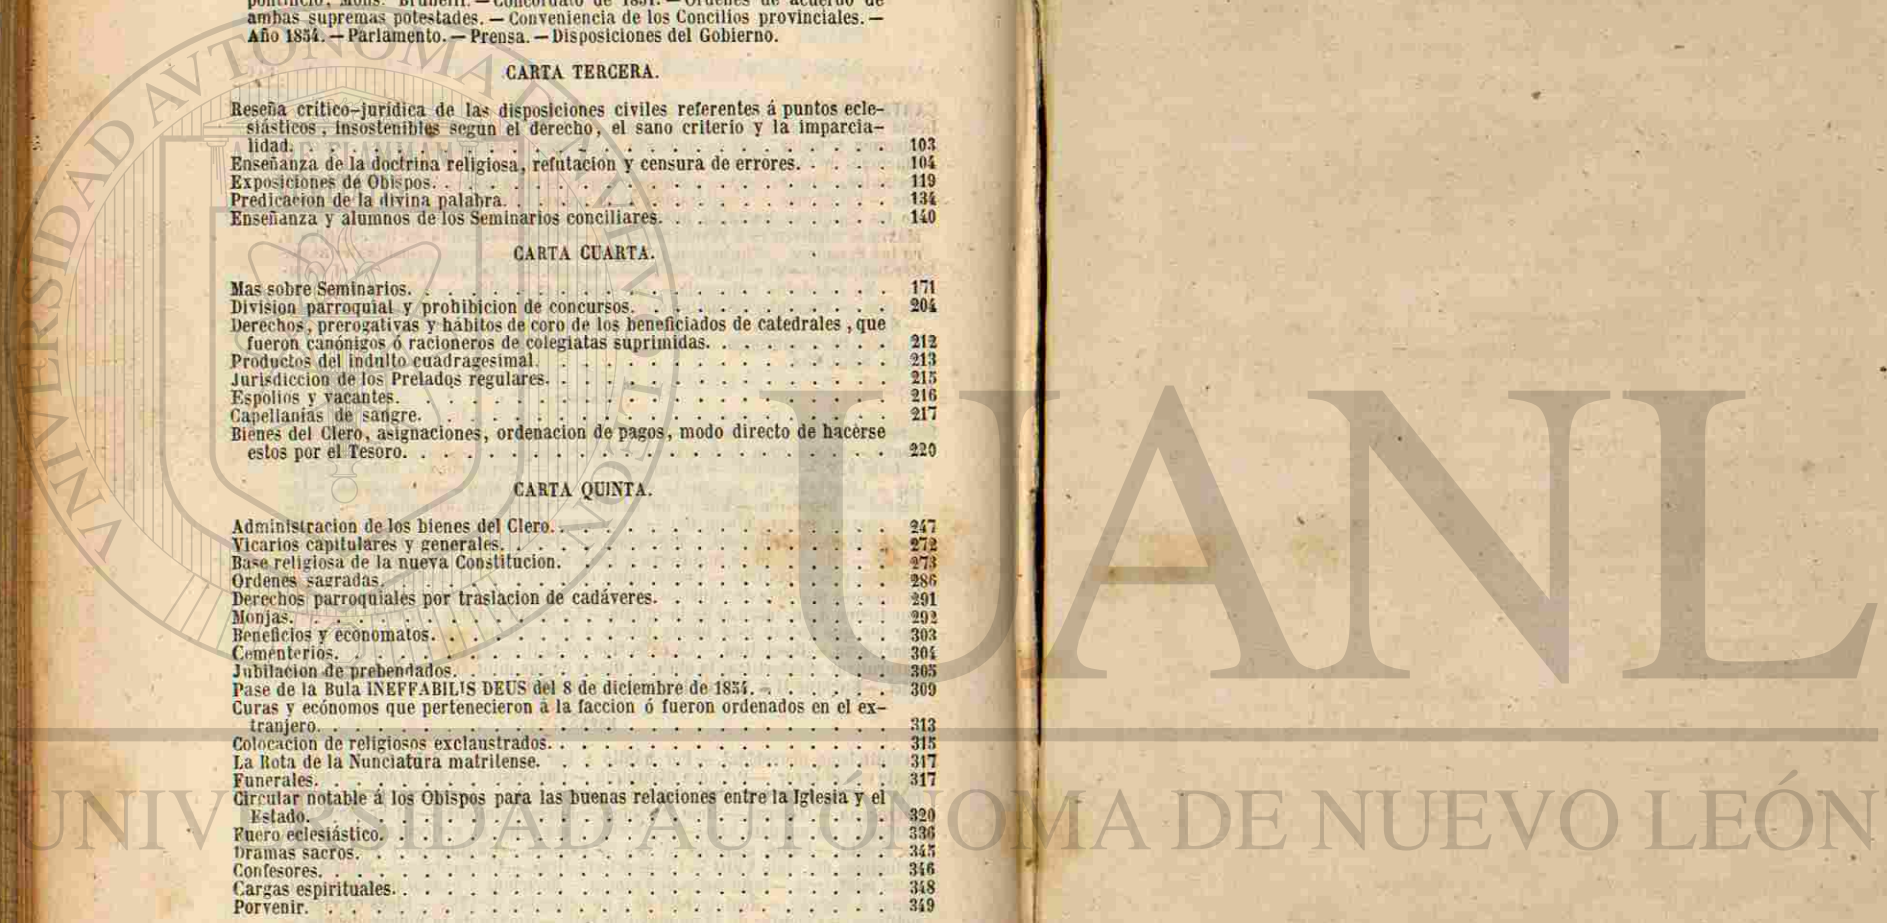 pontificio, Mons. Brunelli. — Concordato de 1851. — Ordenes de acuerdo de
ambas supremas potestades. — Conveniencia de los Concilios provinciales. —
Año 1854. — Parlamento. — Prensa. — Disposiciones del Gobierno.
CARTA TERCERA.
Reseña crítico-jurídica de las disposiciones civiles referentes á puntos ecle-
siásticos, insostenibles segun el derecho, el sano criterio y la imparcia-
lidad. . . . . . . . . . . . . . . . . . . . 103
Enseñanza de la doctrina religiosa, refutacion y censura de errores. . . . . 104
Exposiciones de Obispos. . . . . . . . . . . . . . . . 119
Predicacion de la divina palabra. . . . . . . . . . . . . . 134
Enseñanza y alumnos de los Seminarios conciliares. . . . . . . . . . 140
CARTA CUARTA.
Mas sobre Seminarios. . . . . . . . . . . . . . . . . 171
Division parroquial y prohibicion de concursos. . . . . . . . . . . 204
Derechos, prerogativas y hábitos de coro de los beneficiados de catedrales, que
fueron canónigos ó racioneros de colegiatas suprimidas. . . . . . . . 212
Productos del indulto cuadragesimal. . . . . . . . . . . . . 213
Jurisdiccion de los Prelados regulares. . . . . . . . . . . . . 215
Espolios y vacantes. . . . . . . . . . . . . . . . . 216
Capellanías de sangre. . . . . . . . . . . . . . . . . 217
Bienes del Clero, asignaciones, ordenacion de pagos, modo directo de hacerse
estos por el Tesoro. . . . . . . . . . . . . . . . . 220
CARTA QUINTA.
Administracion de los bienes del Clero. . . . . . . . . . . . . 247
Vicarios capitulares y generales. . . . . . . . . . . . . . 272
Base religiosa de la nueva Constitucion. . . . . . . . . . . . 273
Ordenes sagradas. . . . . . . . . . . . . . . . . . 286
Derechos parroquiales por traslacion de cadáveres. . . . . . . . . . 291
Monjas. . . . . . . . . . . . . . . . . . . . 292
Beneficios y economatos. . . . . . . . . . . . . . . . 303
Cementerios. . . . . . . . . . . . . . . . . . . 304
Jubilacion de prebendados. . . . . . . . . . . . . . . . 305
Pase de la Bula INEFFABILIS DEUS del 8 de diciembre de 1854. . . . . . . 309
Curas y ecónomos que pertenecieron á la faccion ó fueron ordenados en el ex-
tranjero. . . . . . . . . . . . . . . . . . . 313
Colocacion de religiosos exclaustrados. . . . . . . . . . . . . 315
La Rota de la Nunciatura matritense. . . . . . . . . . . . . 317
Funerales. . . . . . . . . . . . . . . . . . . . 317
Circular notable á los Obispos para las buenas relaciones entre la Iglesia y el
Estado. . . . . . . . . . . . . . . . . . . . 320
Fuero eclesiástico. . . . . . . . . . . . . . . . . . 336
Dramas sacros. . . . . . . . . . . . . . . . . . . 345
Confesores. . . . . . . . . . . . . . . . . . . . 346
Cargas espirituales. . . . . . . . . . . . . . . . . . 348
Porvenir. . . . . . . . . . . . . . . . . . . . 349
UANL
UNIVERSIDAD AUTÓNOMA DE NUEVO LEÓN